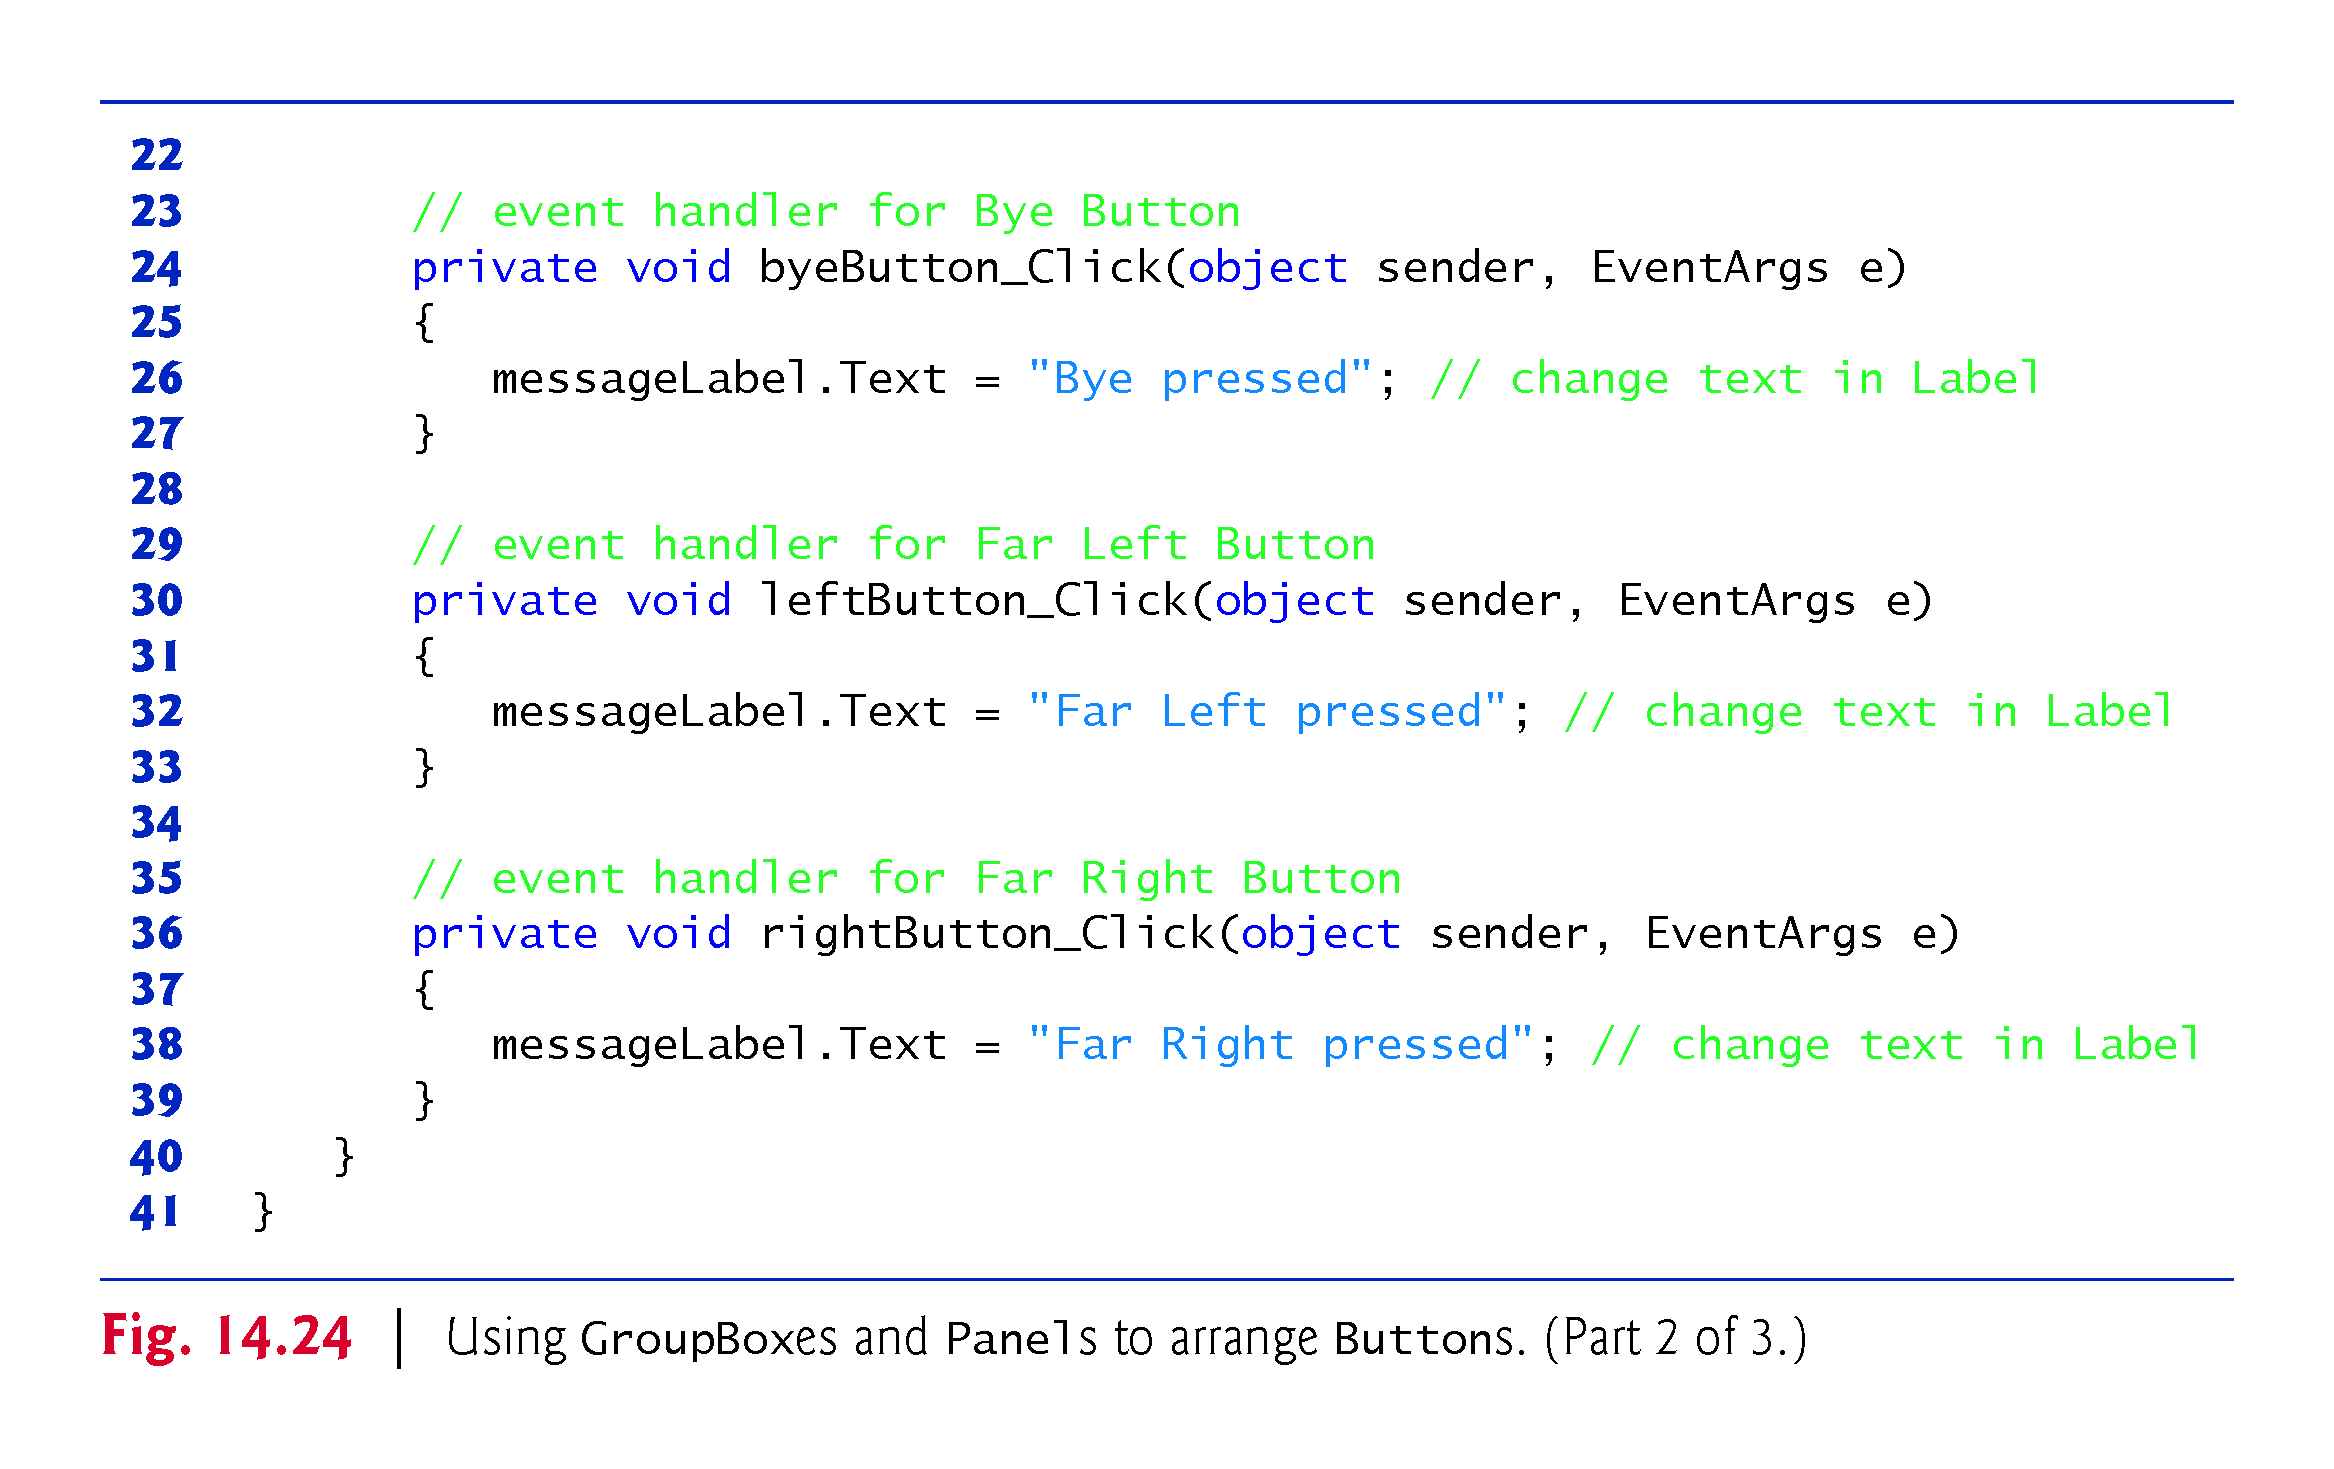 22
23 // event handler for Bye Button
24 private void byeButton_Click(object sender, EventArgs e)
25 {
26 messageLabel.Text = "Bye pressed"; // change text in Label
27 }
28
29 // event handler for Far Left Button
30 private void leftButton_Click(object sender, EventArgs e)
31 {
32 messageLabel.Text = "Far Left pressed"; // change text in Label
33 }
34
35 // event handler for Far Right Button
36 private void rightButton_Click(object sender, EventArgs e)
37 {
38 messageLabel.Text = "Far Right pressed"; // change text in Label
39 }
40 }
41 }
Fig. 14.24 | Using GroupBoxes and Panels to arrange Buttons. (Part 2 of 3.)